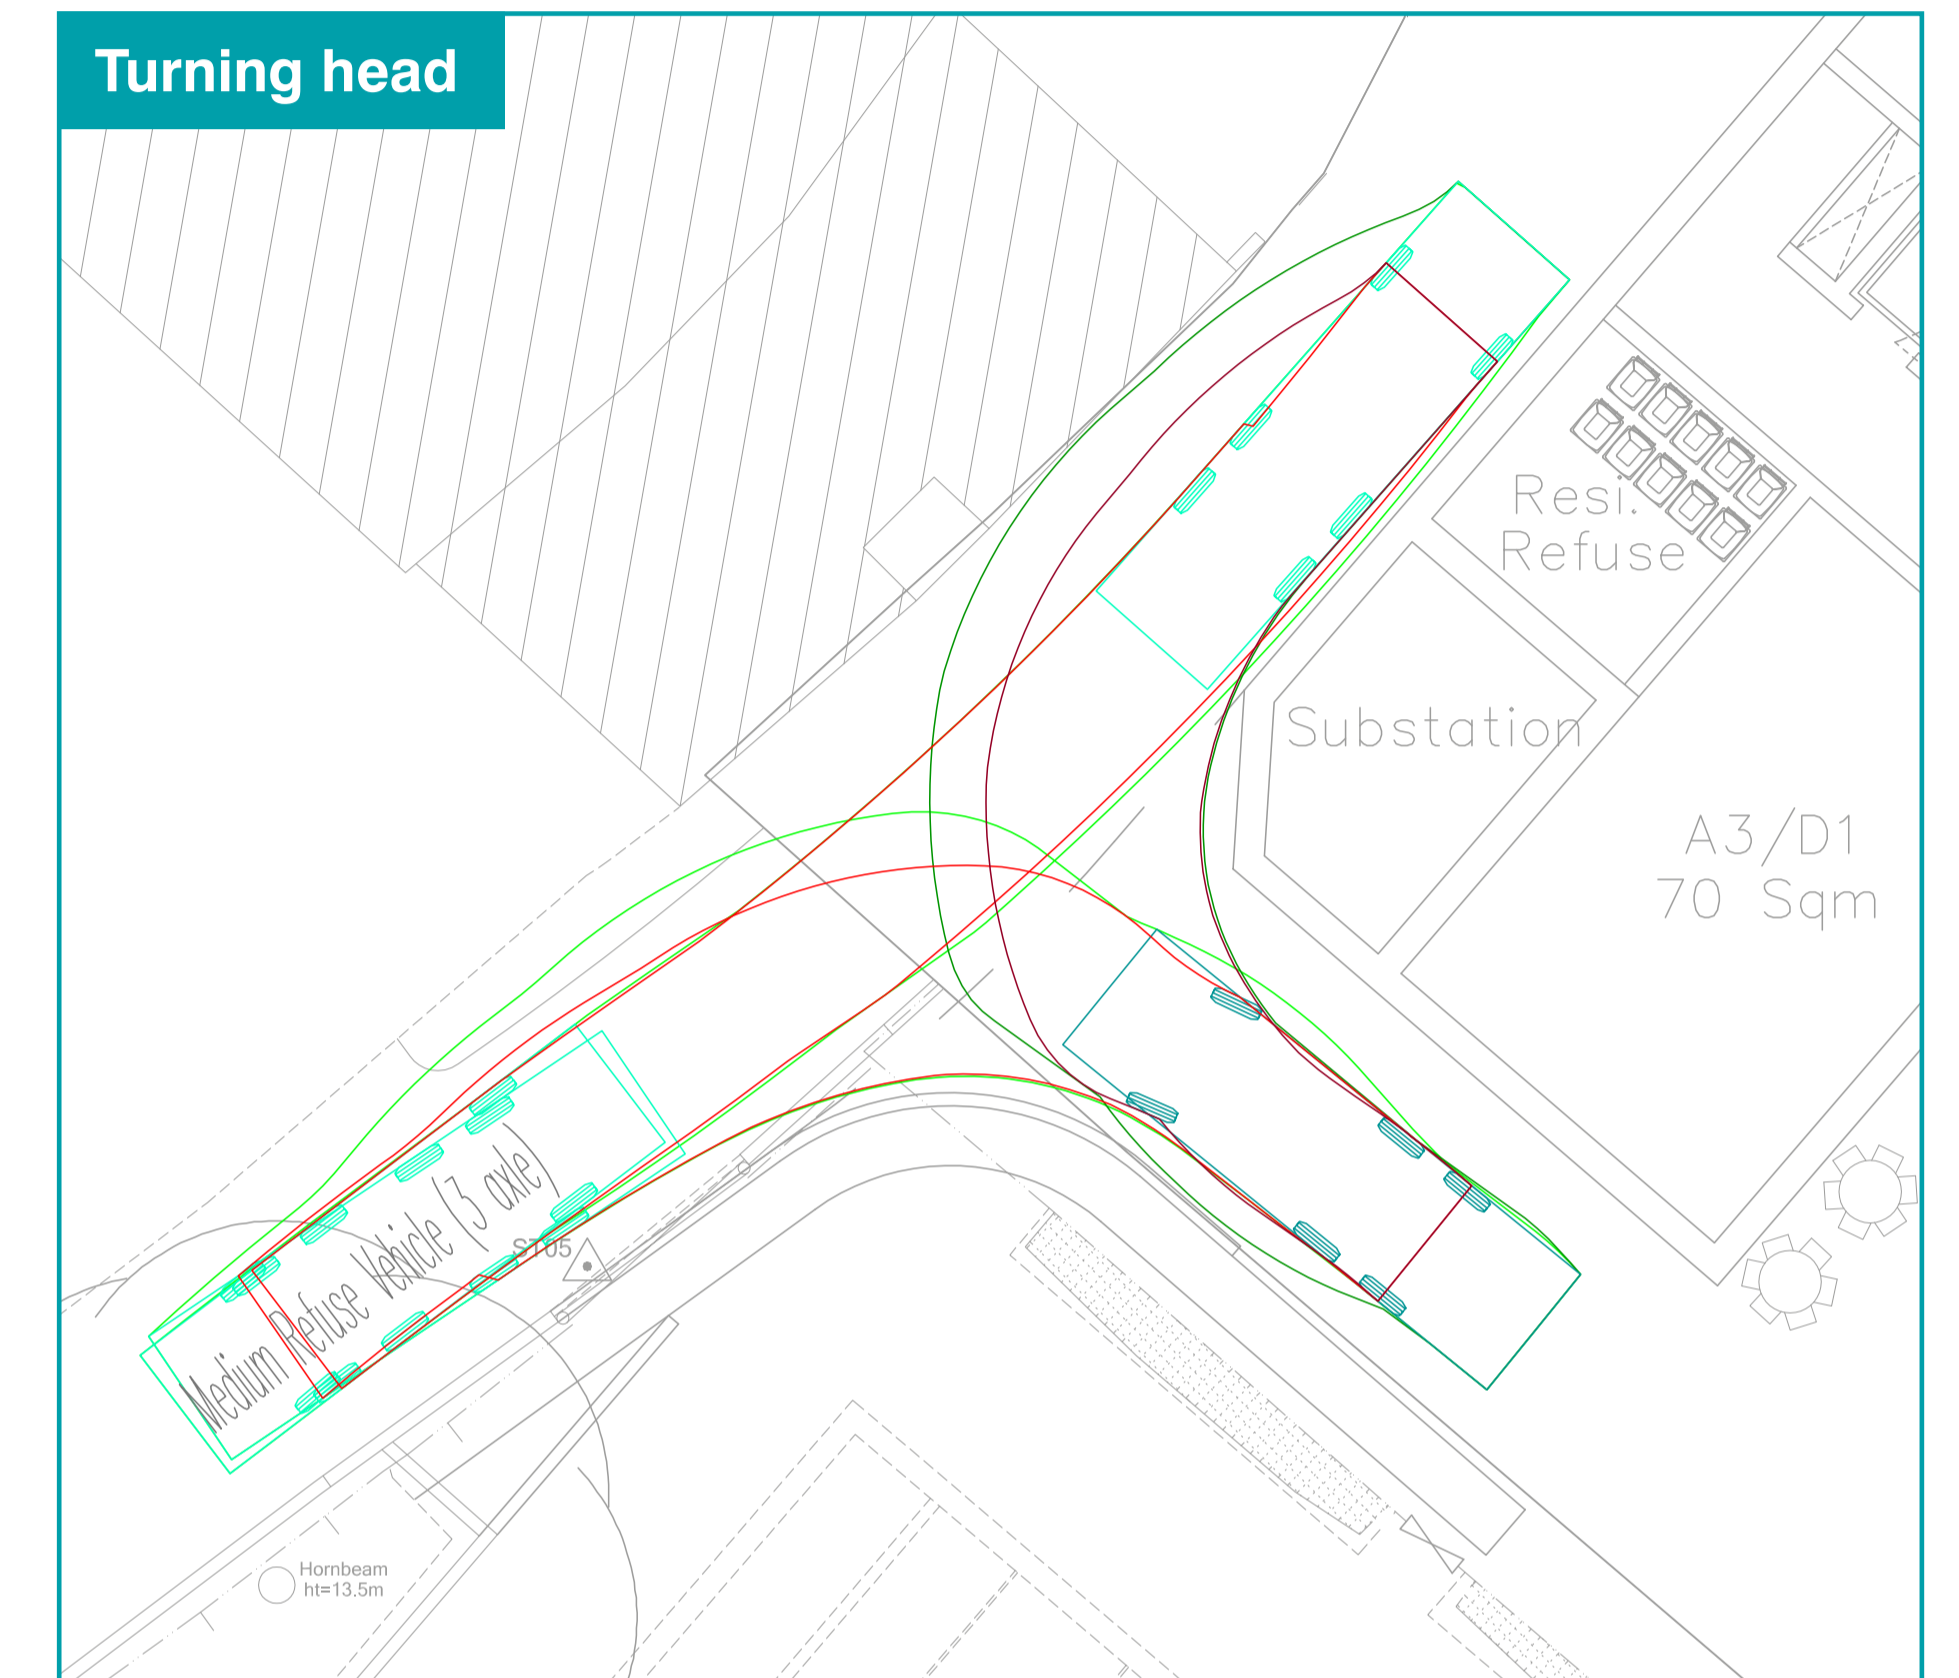 Turning head
Resi.
Refuse
Substation
A3/D1
70 Sqm
Medium Refuse Vehicle (3 axle)
ST05
Hornbeam
ht=13.5m